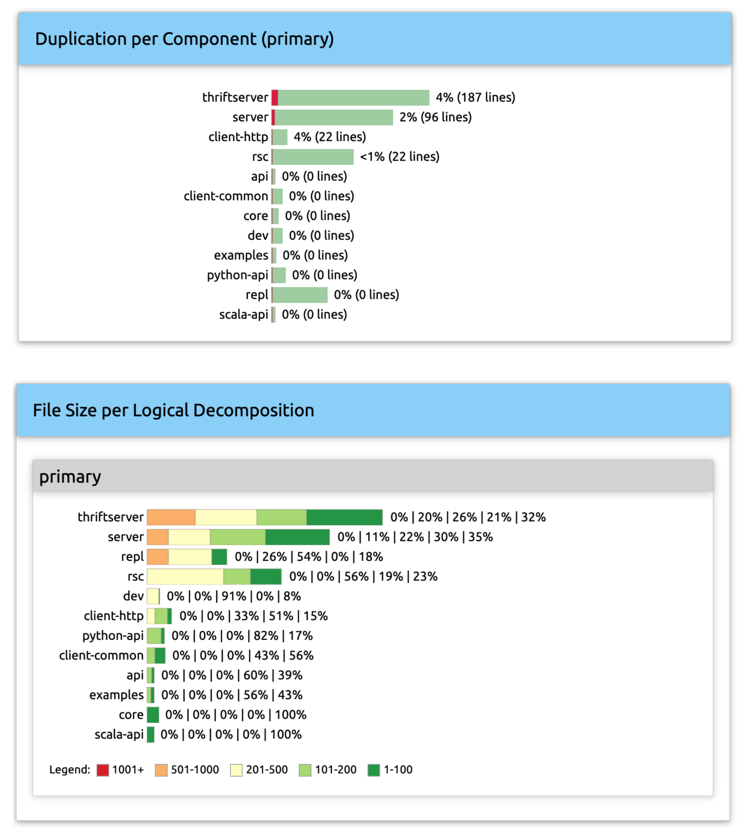 Duplication per Component (primary)
thriftserver 4% (187 lines)
server 2% (96 lines)
client-http 4% (22 lines)
rsc <1% (22 lines)
api 0% (0 lines)
client-common 0% (0 lines)
core 0% (0 lines)
dev 0% (0 lines)
examples 0% (0 lines)
python-api 0% (0 lines)
repl 0% (0 lines)
scala-api 0% (0 lines)
File Size per Logical Decomposition
primary
thriftserver 0% | 20% | 26% | 21% | 32%
server 0% | 11% | 22% | 30% | 35%
repl 0% | 26% | 54% | 0% | 18%
rsc 0% | 0% | 56% | 19% | 23%
dev 0% | 0% | 91% | 0% | 8%
client-http 0% | 0% | 33% | 51% | 15%
python-api 0% | 0% | 0% | 82% | 17%
client-common 0% | 0% | 0% | 43% | 56%
api 0% | 0% | 0% | 60% | 39%
examples 0% | 0% | 0% | 56% | 43%
core 0% | 0% | 0% | 0% | 100%
scala-api 0% | 0% | 0% | 0% | 100%
Legend: 1001+ 501-1000 201-500 101-200 1-100